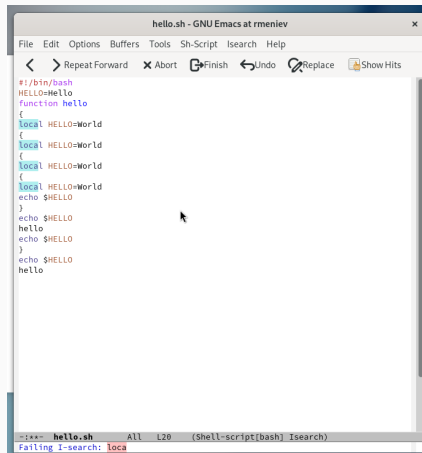 hello.sh - GNU Emacs at rmeniev ×
File Edit Options Buffers Tools Sh-Script Isearch Help
Repeat Forward Abort Finish Undo Replace Show Hits
#!/bin/bash
HELLO=Hello
function hello
{
local HELLO=World
{
local HELLO=World
{
local HELLO=World
{
local HELLO=World
echo $HELLO
}
echo $HELLO
hello
echo $HELLO
}
echo $HELLO
hello
-:**- hello.sh All L20 (Shell-script[bash] Isearch)
Failing I-search: loca